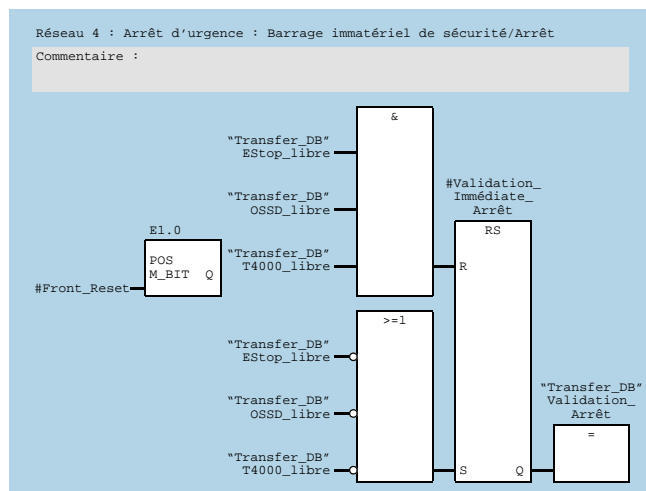 Réseau 4 : Arrêt d’urgence : Barrage immatériel de sécurité/Arrêt
Commentaire :
&
“Transfer_DB”
EStop_libre
“Transfer_DB”
OSSD_libre
“Transfer_DB”
T4000_libre
E1.0
POS
M_BIT Q
#Front_Reset
#Validation_
Immédiate_
Arrêt
RS
R
>=1
“Transfer_DB”
EStop_libre
“Transfer_DB”
OSSD_libre
“Transfer_DB”
T4000_libre
S Q
“Transfer_DB”
Validation_
Arrêt
=